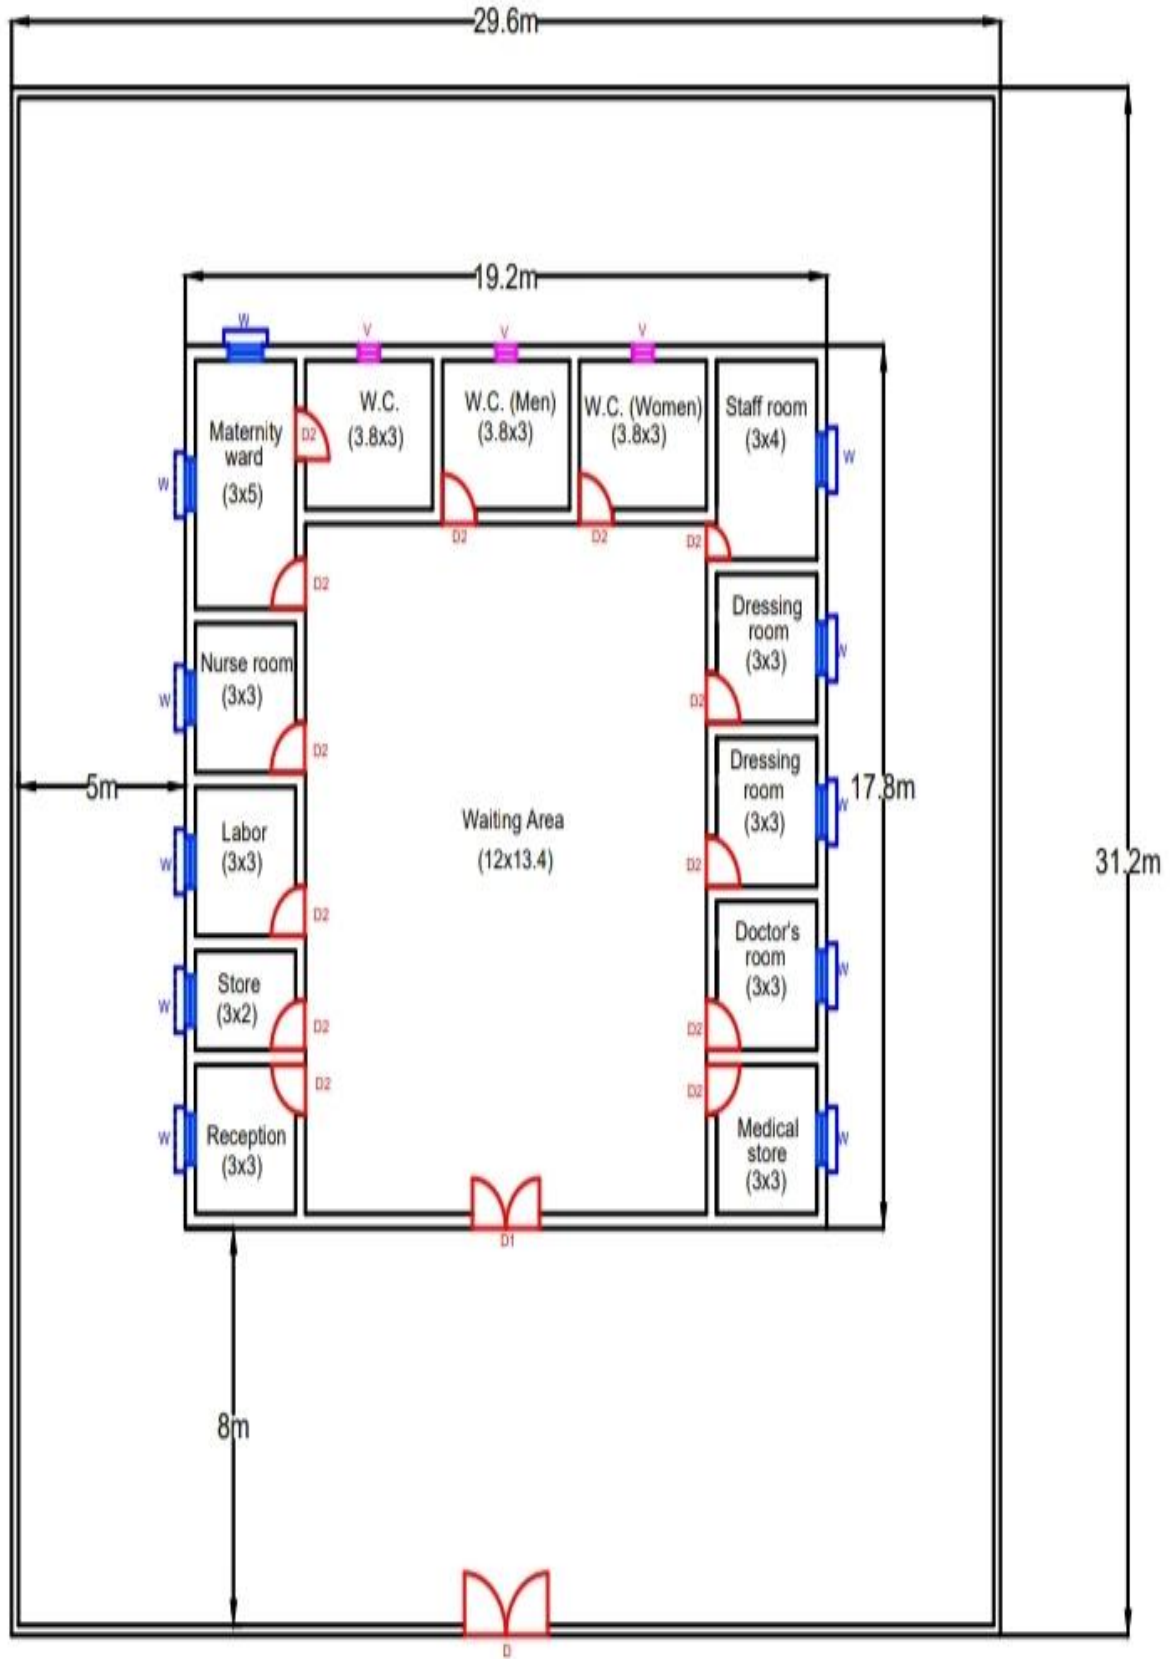 29.6m
19.2m
W
V
V
V
W.C.
(3.8x3)
W.C. (Men)
(3.8x3)
W.C. (Women)
(3.8x3)
Staff room
(3x4)
Maternity
ward
(3x5)
D2
W
W
D2
D2
D2
D2
Dressing
room
(3x3)
W
Nurse room
(3x3)
W
D2
D2
5m
Dressing
room
(3x3)
W
17.8m
Waiting Area
(12x13.4)
Labor
(3x3)
W
D2
D2
31.2m
Doctor's
room
(3x3)
W
Store
(3x2)
W
D2
D2
D2
D2
Reception
(3x3)
W
Medical
store
(3x3)
W
D1
8m
D